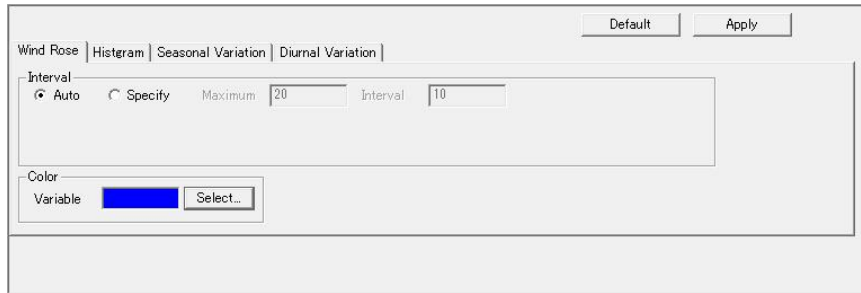 Default Apply
Wind Rose Histgram Seasonal Variation Diurnal Variation
Interval
Auto Specify Maximum 20 Interval 10
Color
Variable Select...